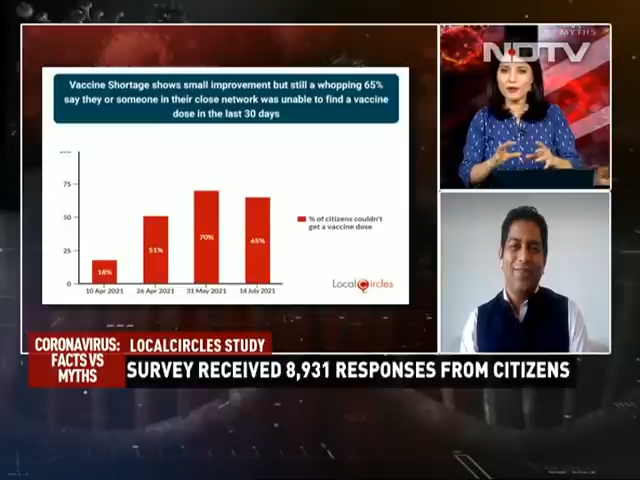 MYTHS
NDTV
Vaccine Shortage shows small improvement but still a whopping 65%
say they or someone in their close network was unable to find a vaccine
dose in the last 30 days
75
50
25
0
18%
51%
70%
65%
10 Apr 2021
26 Apr 2021
31 May 2021
14 July 2021
% of citizens couldn't
get a vaccine dose
LocalCircles
CORONAVIRUS:
FACTS VS
MYTHS
LOCALCIRCLES STUDY
SURVEY RECEIVED 8,931 RESPONSES FROM CITIZENS